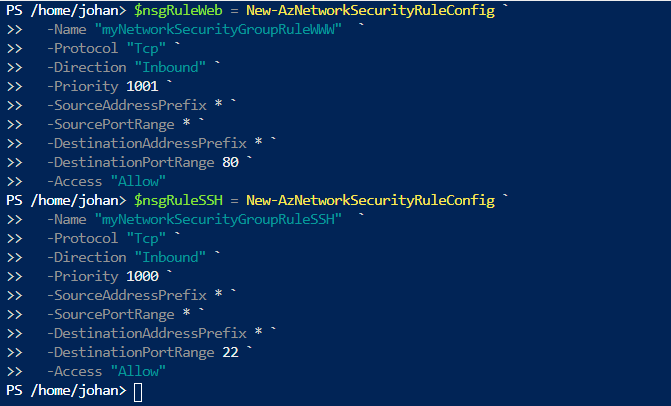 PS /home/johan> $nsgRuleWeb = New-AzNetworkSecurityRuleConfig `
>>   -Name "myNetworkSecurityGroupRuleWWW"  `
>>   -Protocol "Tcp" `
>>   -Direction "Inbound" `
>>   -Priority 1001 `
>>   -SourceAddressPrefix * `
>>   -SourcePortRange * `
>>   -DestinationAddressPrefix * `
>>   -DestinationPortRange 80 `
>>   -Access "Allow"
PS /home/johan> $nsgRuleSSH = New-AzNetworkSecurityRuleConfig `
>>   -Name "myNetworkSecurityGroupRuleSSH"  `
>>   -Protocol "Tcp" `
>>   -Direction "Inbound" `
>>   -Priority 1000 `
>>   -SourceAddressPrefix * `
>>   -SourcePortRange * `
>>   -DestinationAddressPrefix * `
>>   -DestinationPortRange 22 `
>>   -Access "Allow"
PS /home/johan>